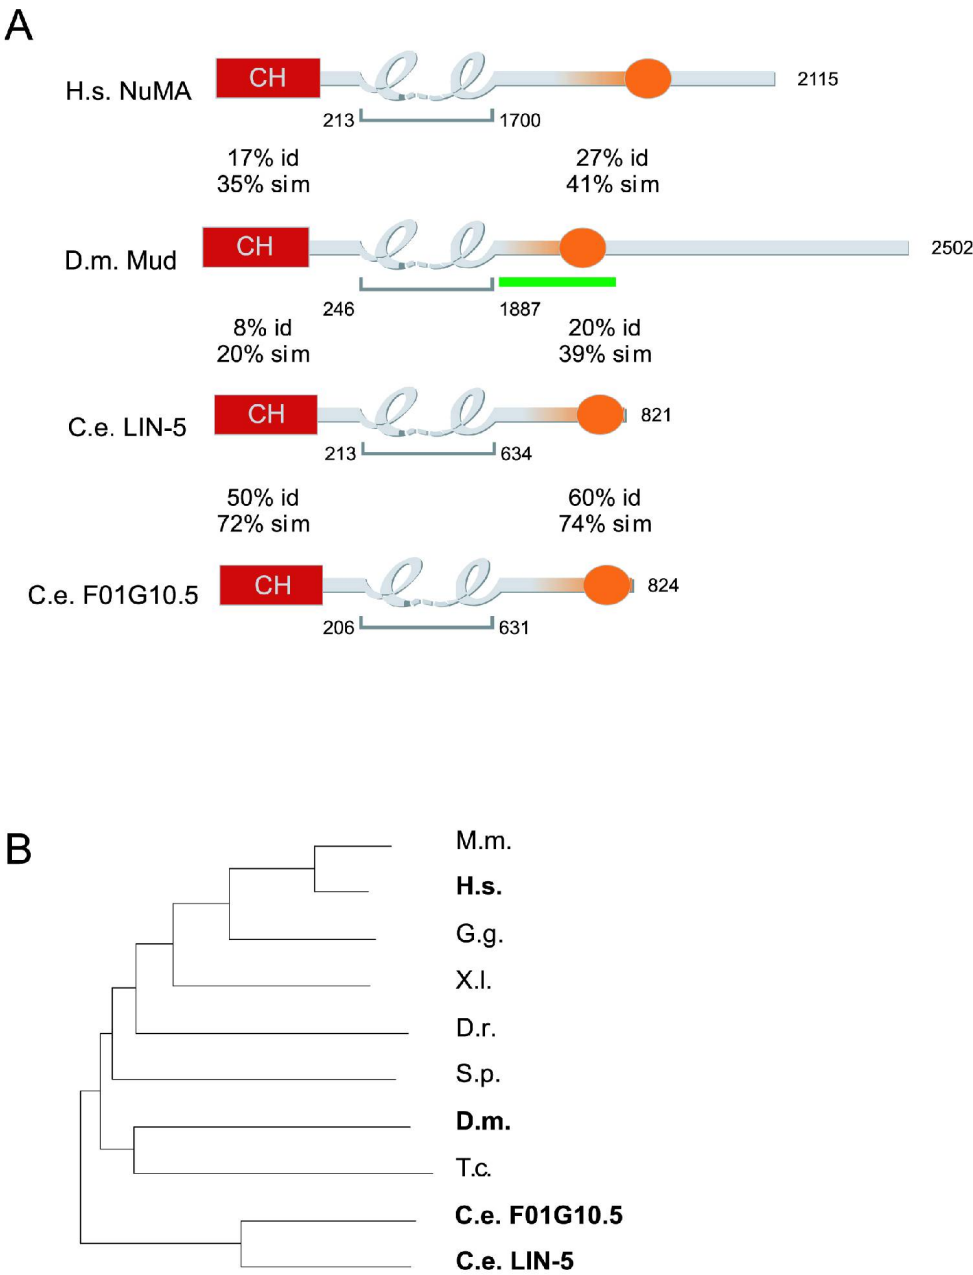 A
H.s. NuMA
CH
2115
213
1700
17% id
27% id
35% sim
41% sim
D.m. Mud
CH
2502
246
1887
8% id
20% id
20% sim
39% sim
C.e. LIN-5
CH
821
213
634
50% id
60% id
72% sim
74% sim
C.e. F01G10.5
CH
824
206
631
B
M.m.
H.s.
G.g.
X.l.
D.r.
S.p.
D.m.
T.c.
C.e. F01G10.5
C.e. LIN-5